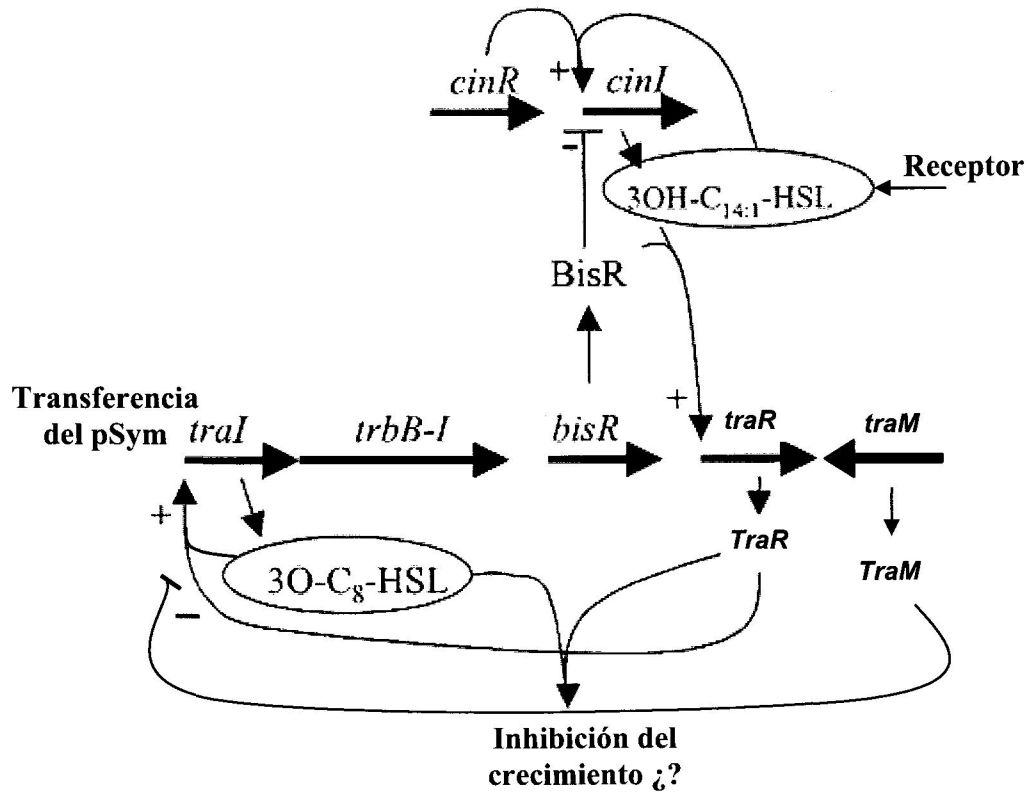 +
cinR
cinI
-
Receptor
3OH-C14:1-HSL
BisR
Transferencia
del pSym
traI
trbB-I
bisR
+
traR
traM
+
TraR
TraM
3O-C8-HSL
-
Inhibición del
crecimiento ¿?